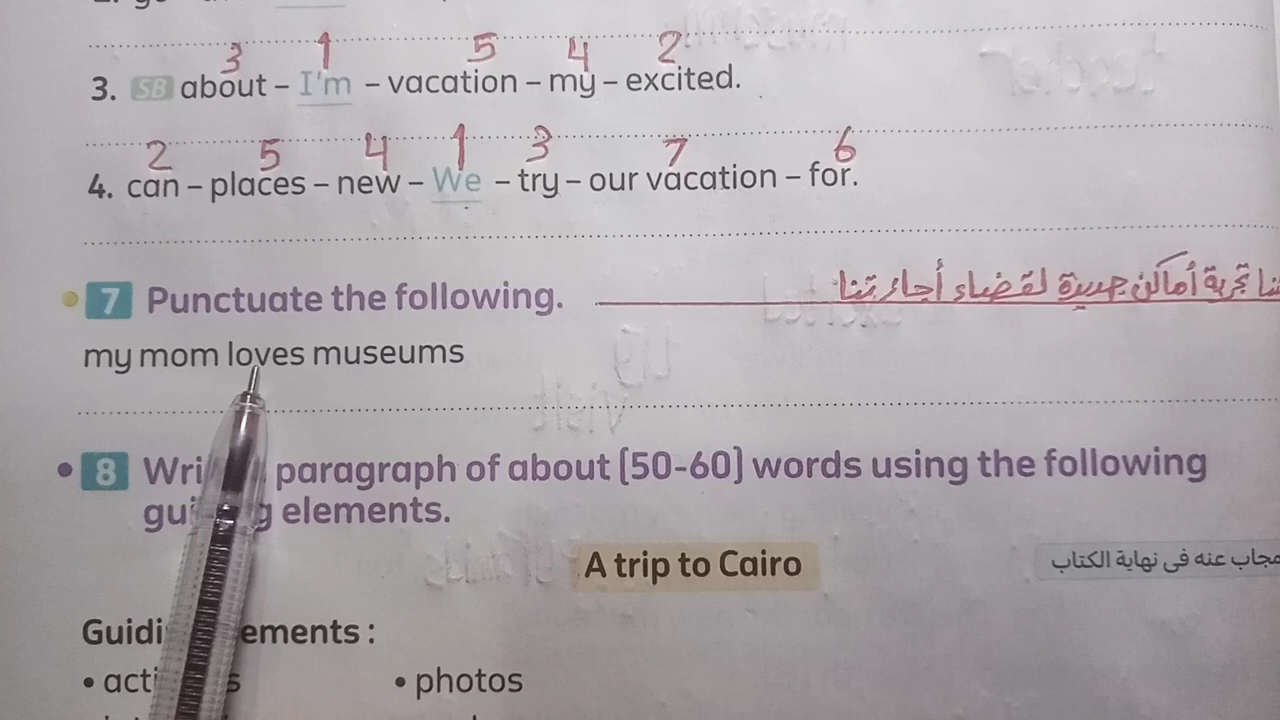 3 1 5 4 2
3. SB about – I'm – vacation – my – excited.
2 5 4 1 3 7 6
4. can – places – new – We – try – our vacation – for.
7 Punctuate the following.
تجربة أماكن جديدة لقضاء أجازتنا
my mom loves museums
8 paragraph of about (50-60) words using the following
elements.
A trip to Cairo
مجاب عنه فى نهاية الكتاب
Guiding elements :
• • photos